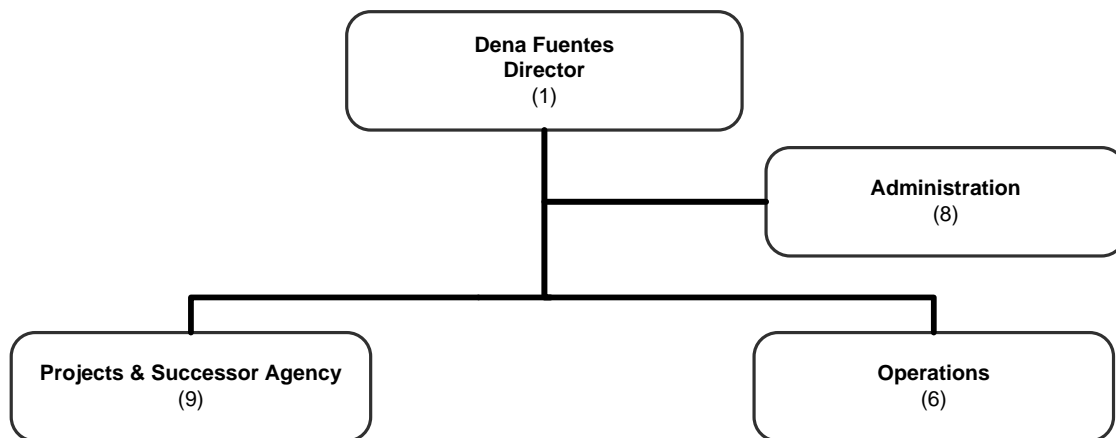 Dena Fuentes
Director
(1)
Administration
(8)
Projects & Successor Agency
(9)
Operations
(6)